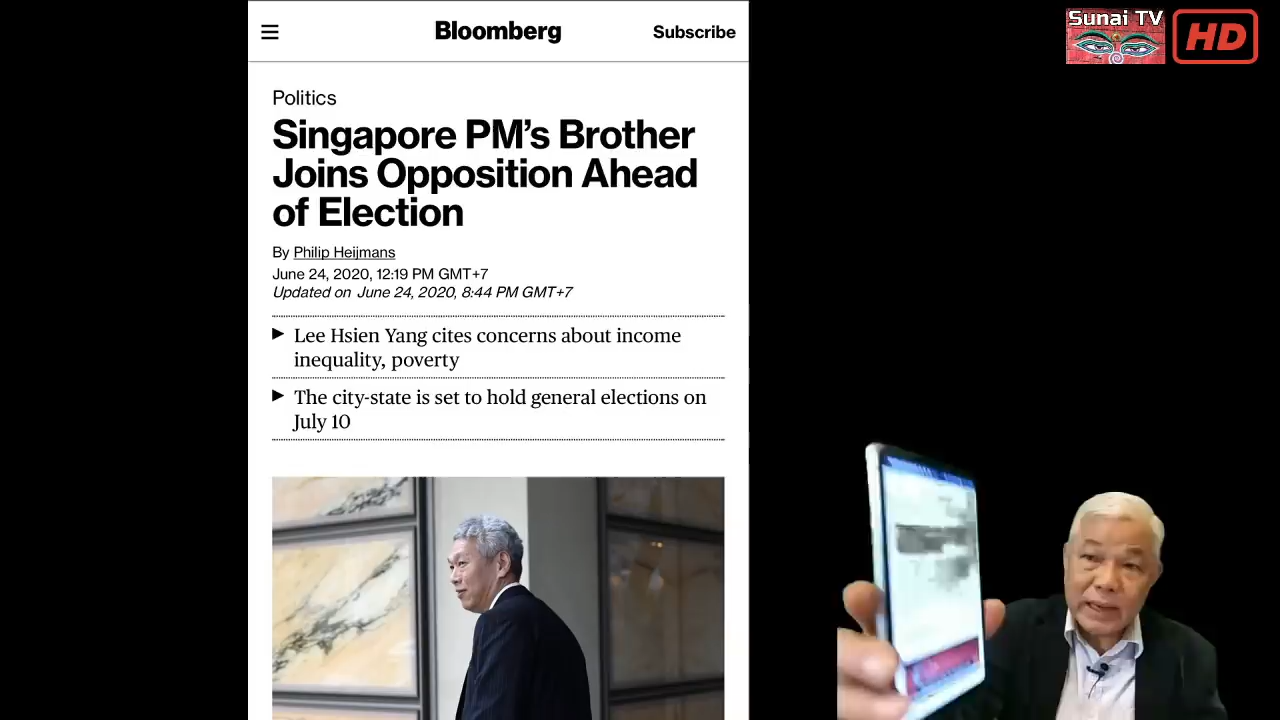 Bloomberg
Subscribe
Politics
Singapore PM's Brother
Joins Opposition Ahead
of Election
By Philip Heijmans
June 24, 2020, 12:19 PM GMT+7
Updated on June 24, 2020, 8:44 PM GMT+7
► Lee Hsien Yang cites concerns about income
inequality, poverty
► The city-state is set to hold general elections on
July 10
Sunai TV
HD